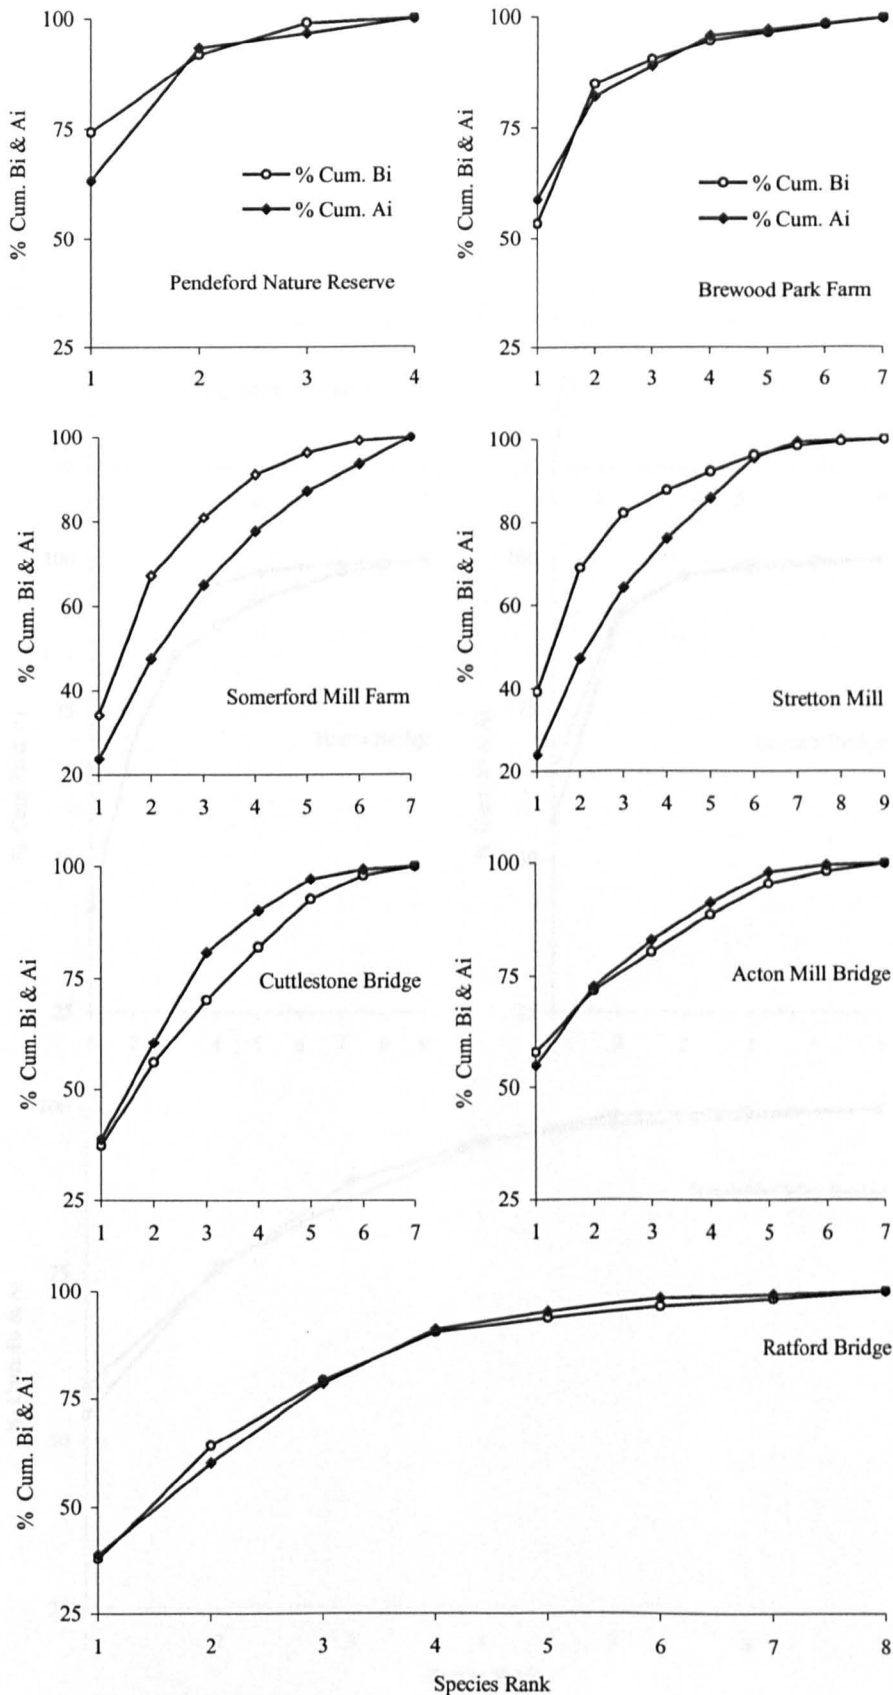 % Cum. Bi & Ai
100
75
50
25
% Cum. Bi
% Cum. Ai
Pendeford Nature Reserve
1 2 3 4
% Cum. Bi & Ai
100
75
50
25
% Cum. Bi
% Cum. Ai
Brewood Park Farm
1 2 3 4 5 6 7
% Cum. Bi & Ai
100
80
60
40
20
Somerford Mill Farm
1 2 3 4 5 6 7
% Cum. Bi & Ai
100
80
60
40
20
Stretton Mill
1 2 3 4 5 6 7 8 9
% Cum. Bi & Ai
100
75
50
25
Cuttlestone Bridge
1 2 3 4 5 6 7
% Cum. Bi & Ai
100
75
50
25
Acton Mill Bridge
1 2 3 4 5 6 7
% Cum. Bi & Ai
100
75
50
25
Ratford Bridge
1 2 3 4 5 6 7 8
Species Rank